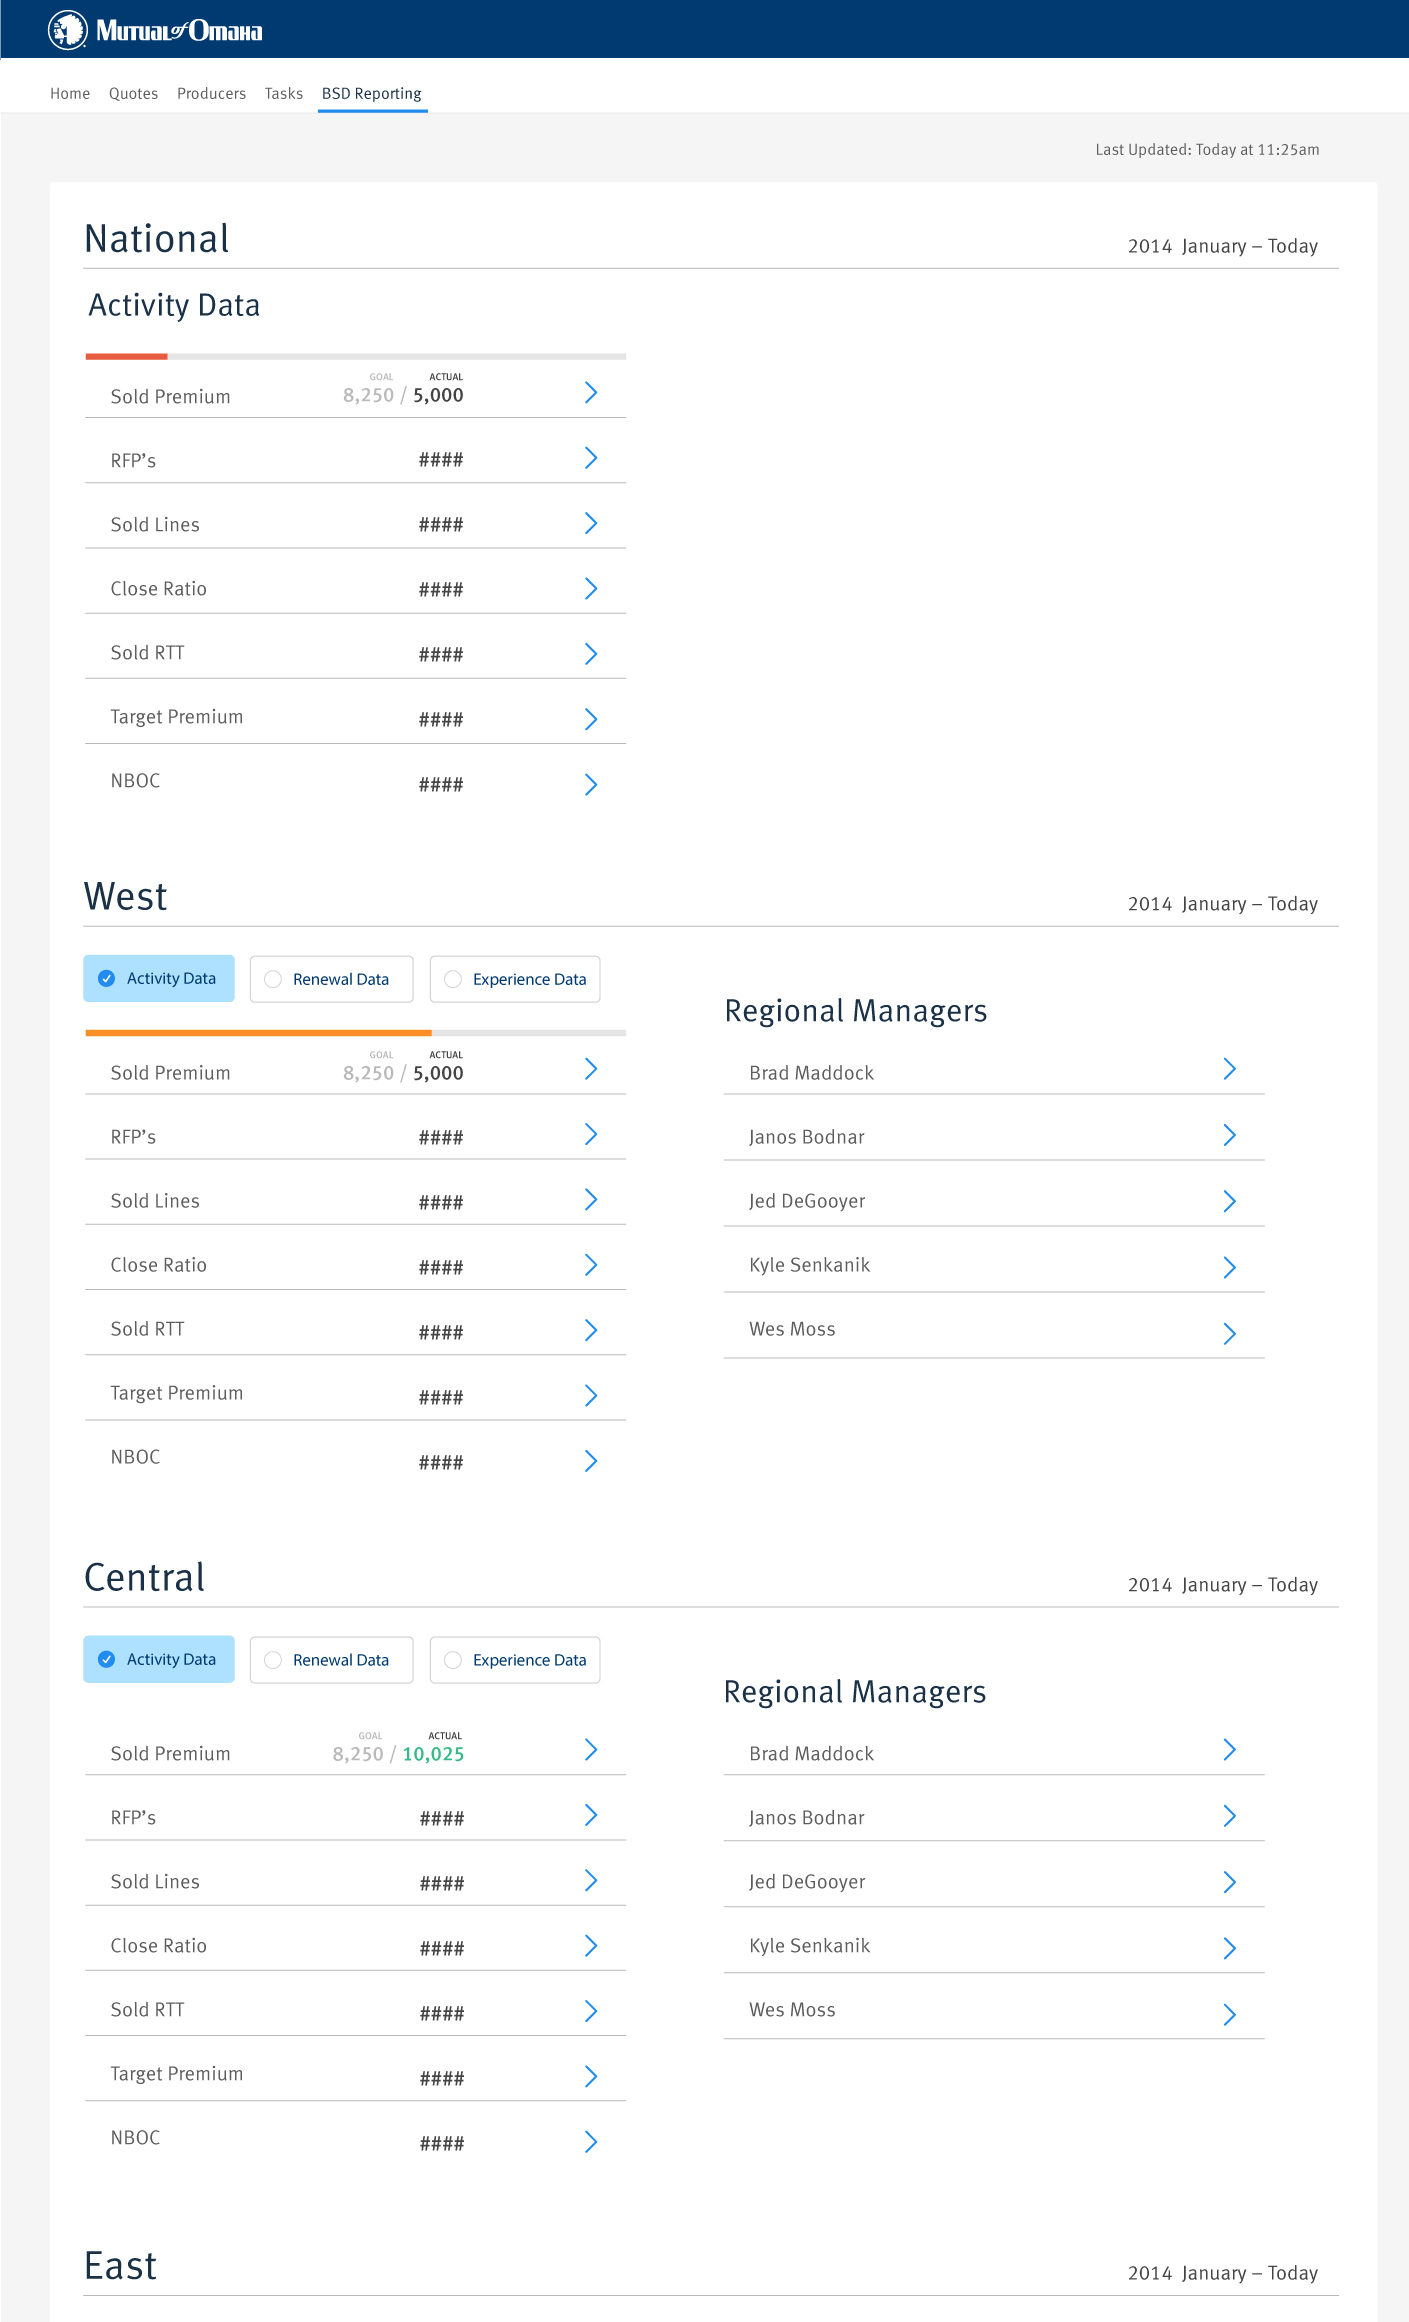 Mutual of Omaha
Home Quotes Producers Tasks BSD Reporting
Last Updated: Today at 11:25am
National
2014 January – Today
Activity Data
GOAL ACTUAL
Sold Premium 8,250 / 5,000
RFP’s ####
Sold Lines ####
Close Ratio ####
Sold RTT ####
Target Premium ####
NBOC ####
West
2014 January – Today
Activity Data Renewal Data Experience Data
Regional Managers
GOAL ACTUAL
Sold Premium 8,250 / 5,000
RFP’s ####
Sold Lines ####
Close Ratio ####
Sold RTT ####
Target Premium ####
NBOC ####
Brad Maddock
Janos Bodnar
Jed DeGooyer
Kyle Senkanik
Wes Moss
Central
2014 January – Today
Activity Data Renewal Data Experience Data
Regional Managers
GOAL ACTUAL
Sold Premium 8,250 / 10,025
RFP’s ####
Sold Lines ####
Close Ratio ####
Sold RTT ####
Target Premium ####
NBOC ####
Brad Maddock
Janos Bodnar
Jed DeGooyer
Kyle Senkanik
Wes Moss
East
2014 January – Today